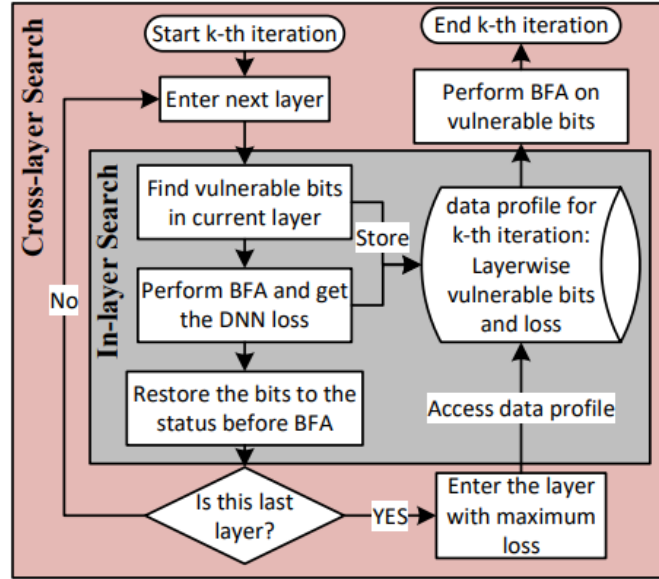 Cross-layer Search
Start k-th iteration
Enter next layer
In-layer Search
Find vulnerable bits
in current layer
Store
Perform BFA and get
the DNN loss
Restore the bits to the
status before BFA
Is this last
layer?
No
YES
Enter the layer
with maximum
loss
Access data profile
data profile for
k-th iteration:
Layerwise
vulnerable bits
and loss
Perform BFA on
vulnerable bits
End k-th iteration